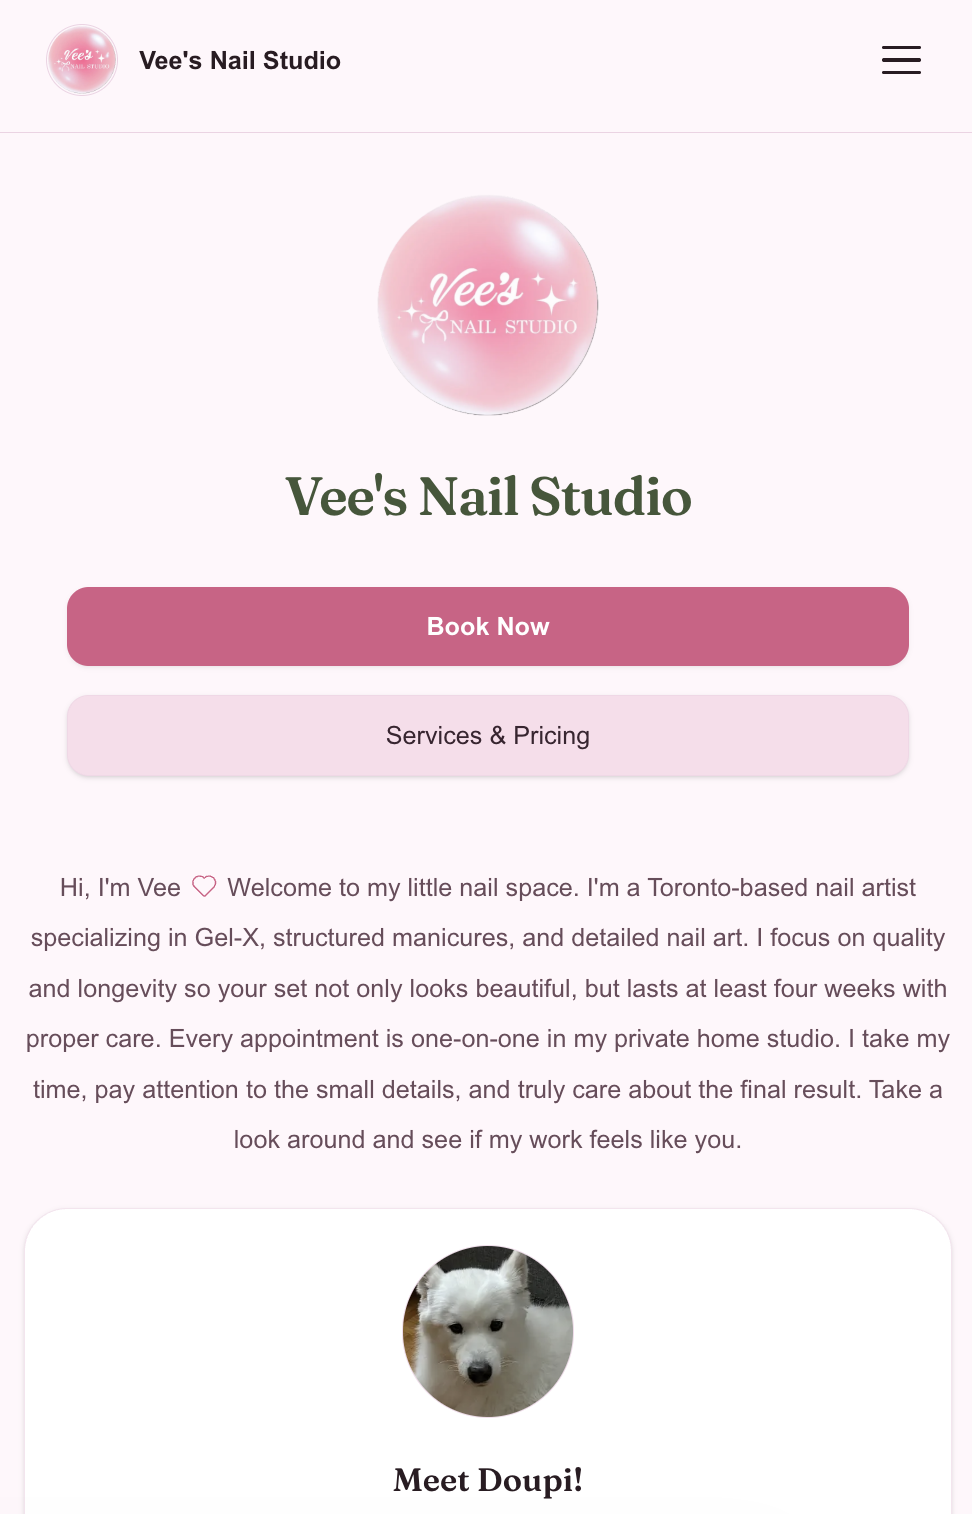 Vee's
NAIL STUDIO
Vee's Nail Studio
Vee's
NAIL STUDIO
Vee's Nail Studio
Book Now
Services & Pricing
Hi, I'm Vee ♡ Welcome to my little nail space. I'm a Toronto-based nail artist
specializing in Gel-X, structured manicures, and detailed nail art. I focus on quality
and longevity so your set not only looks beautiful, but lasts at least four weeks with
proper care. Every appointment is one-on-one in my private home studio. I take my
time, pay attention to the small details, and truly care about the final result. Take a
look around and see if my work feels like you.
Meet Doupi!